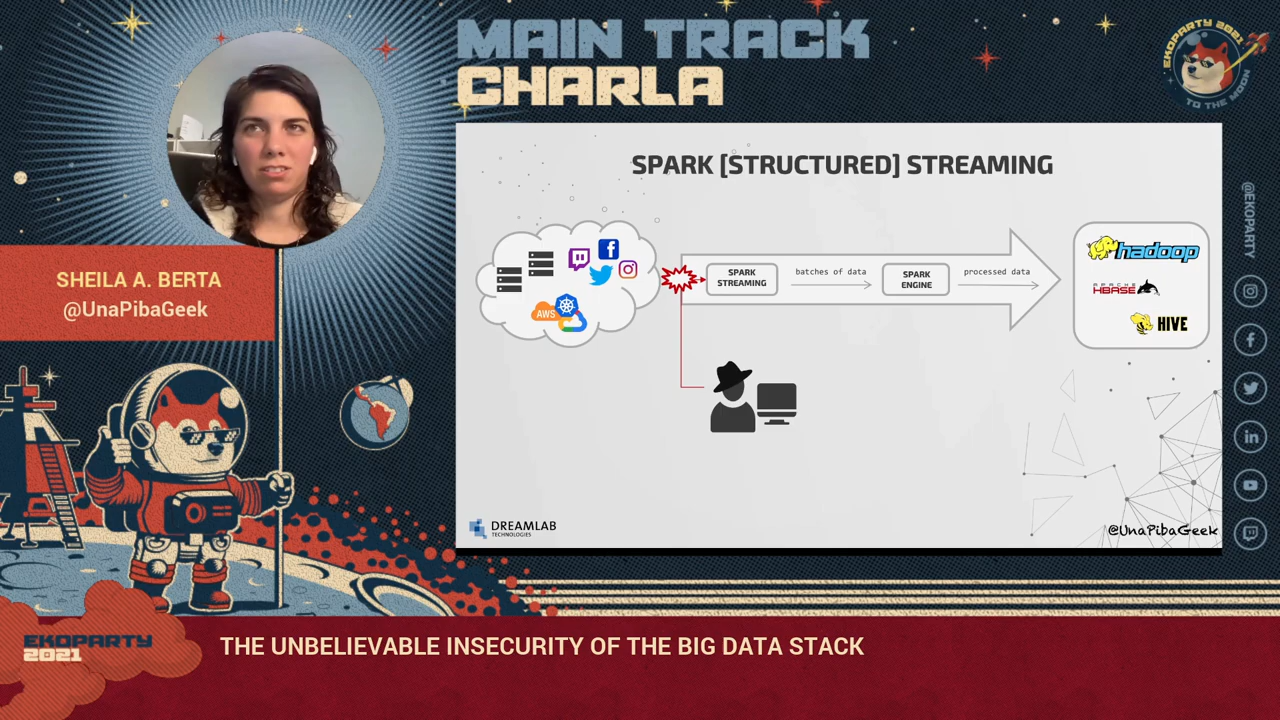 MAIN TRACK
CHARLA
EKOPARTY 2021
TO THE MOON
SHEILA A. BERTA
@UnaPibaGeek
SPARK [STRUCTURED] STREAMING
AWS
SPARK
STREAMING
batches of data
SPARK
ENGINE
processed data
hadoop
APACHE
HBASE
HIVE
DREAMLAB
TECHNOLOGIES
@UnaPibaGeek
@EKOPARTY
EKOPARTY
2021
THE UNBELIEVABLE INSECURITY OF THE BIG DATA STACK